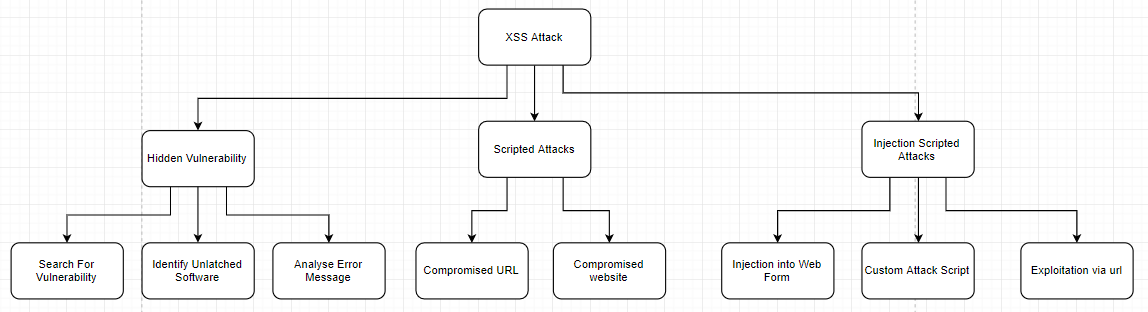 XSS Attack
Hidden Vulnerability
Scripted Attacks
Injection Scripted
Attacks
Search For
Vulnerability
Identify Unlatched
Software
Analyse Error
Message
Compromised URL
Compromised
website
Injection into Web
Form
Custom Attack Script
Exploitation via url